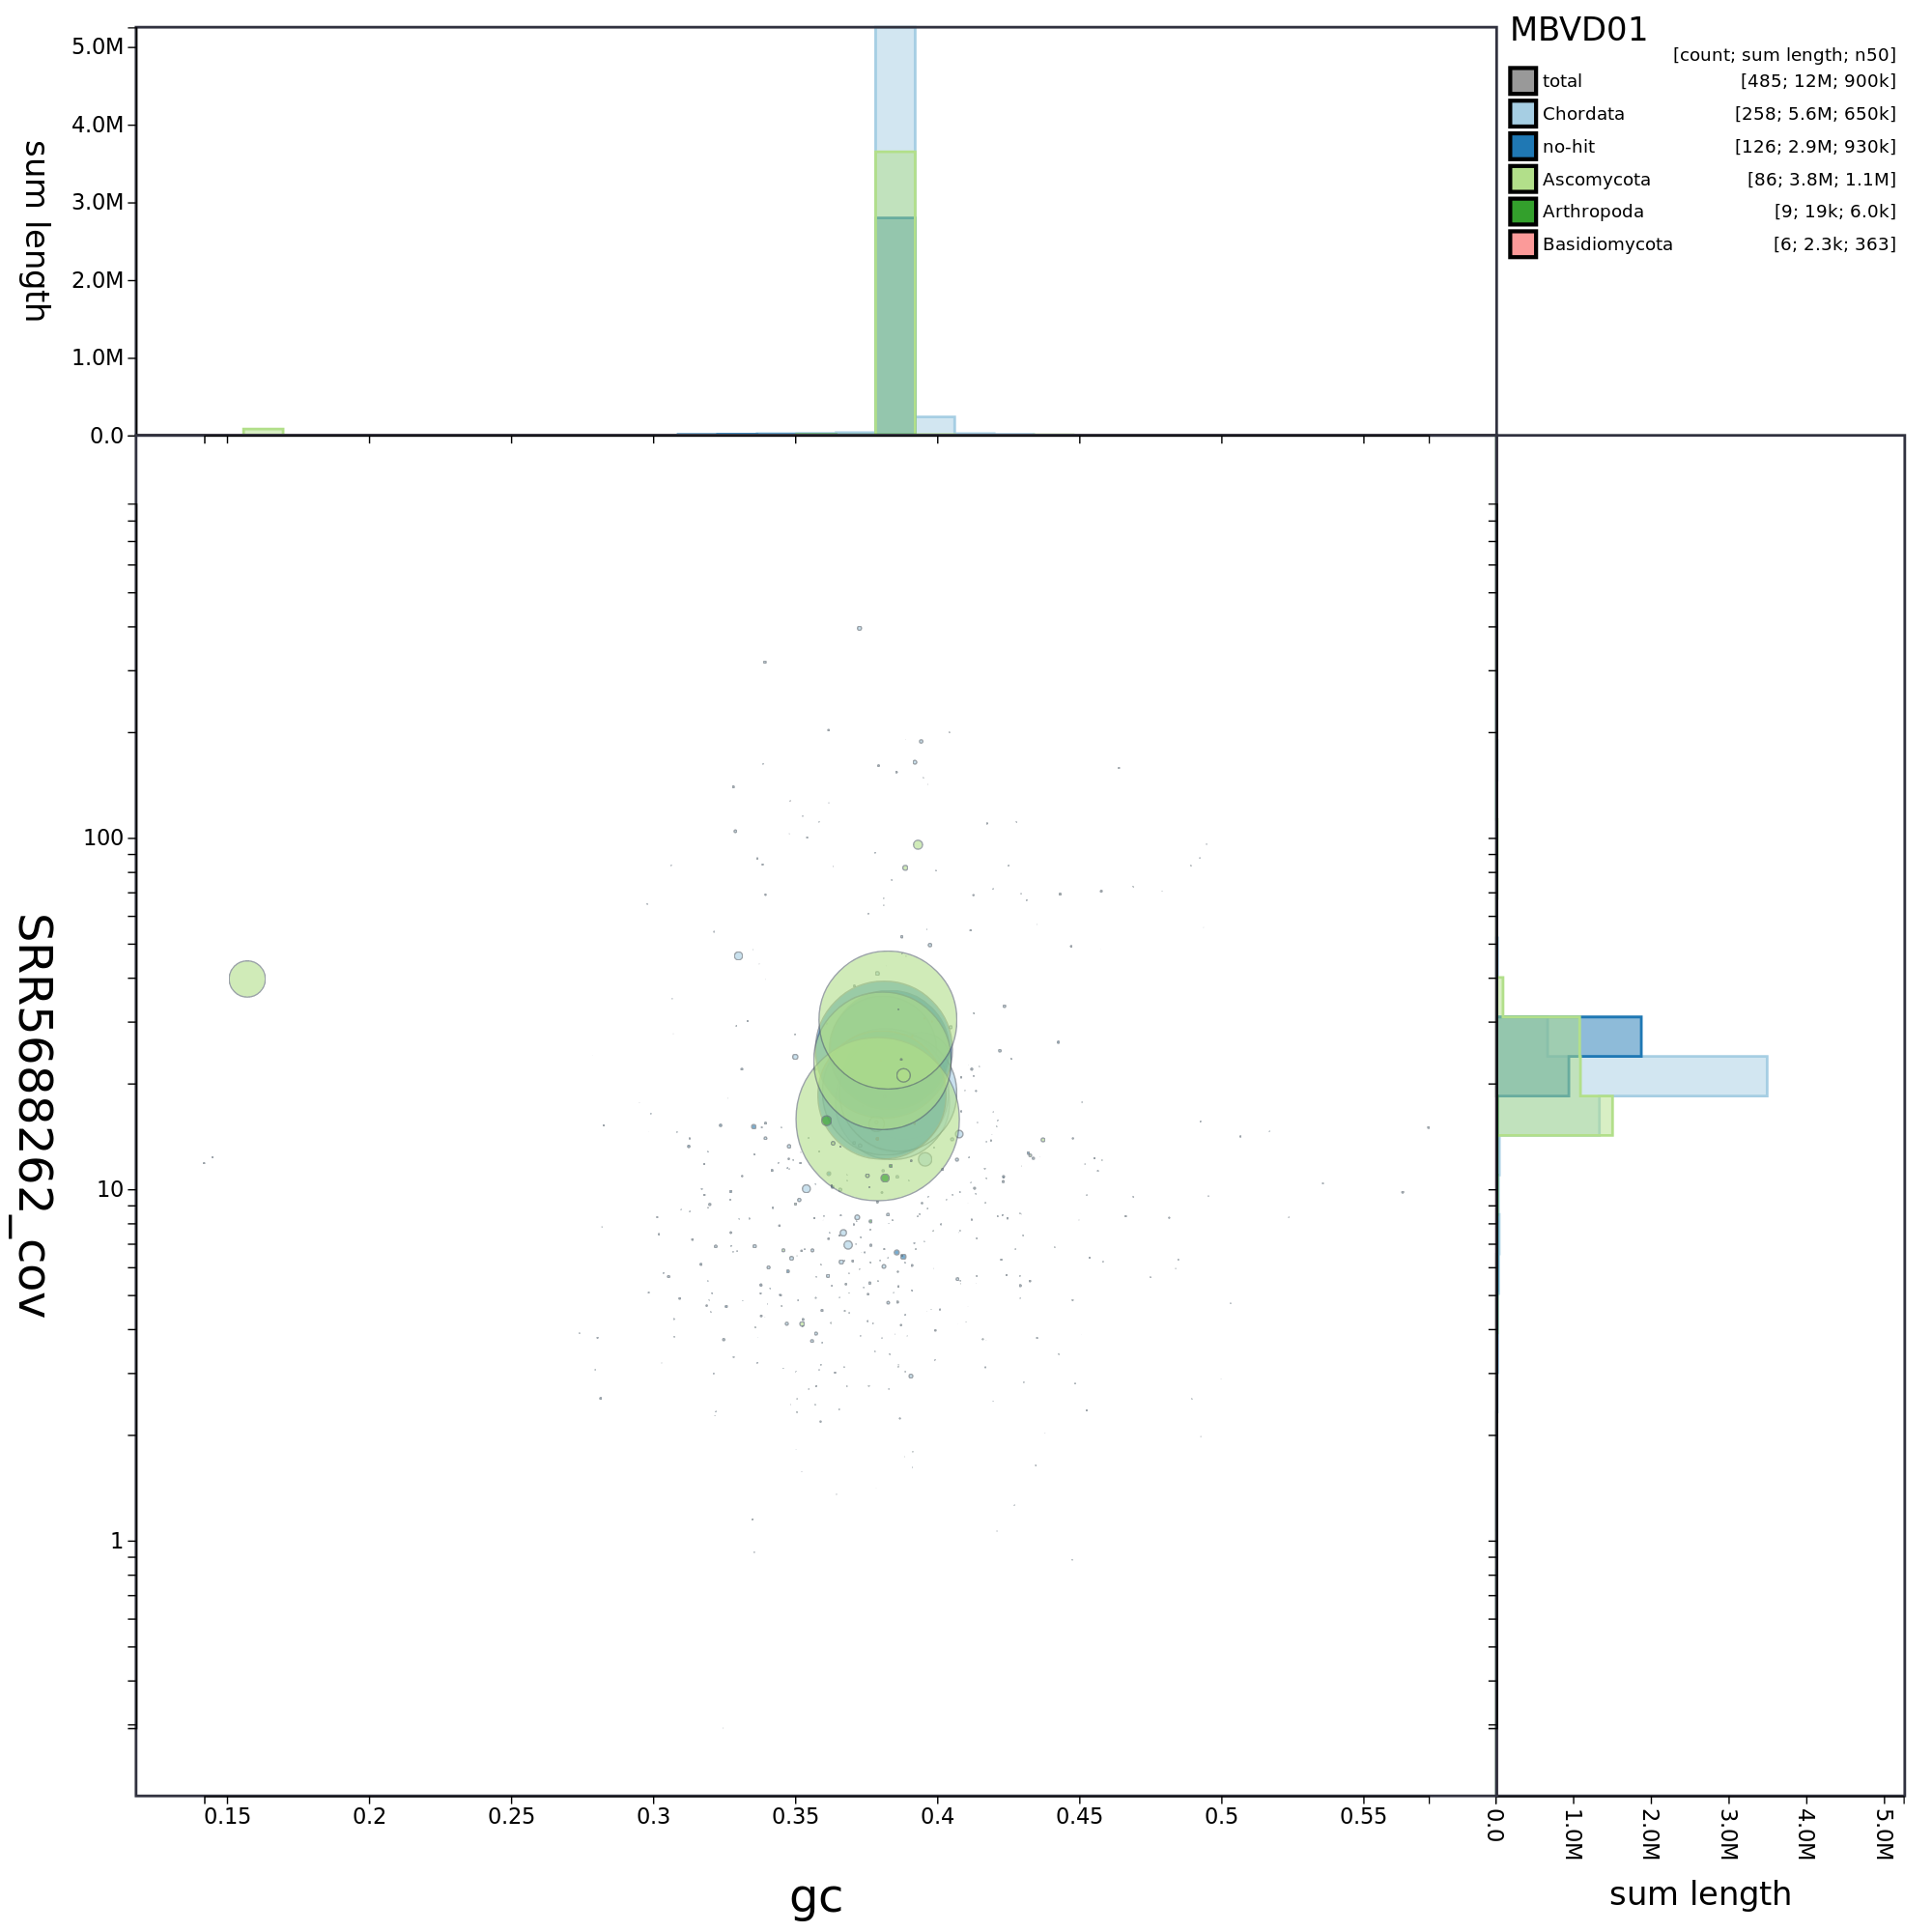 MBVD01
[count; sum length; n50]
total [485; 12M; 900k]
Chordata [258; 5.6M; 650k]
no-hit [126; 2.9M; 930k]
Ascomycota [86; 3.8M; 1.1M]
Arthropoda [9; 19k; 6.0k]
Basidiomycota [6; 2.3k; 363]
sum length
5.0M
4.0M
3.0M
2.0M
1.0M
0.0
SRR5688262_cov
100
10
1
0.15 0.2 0.25 0.3 0.35 0.4 0.45 0.5 0.55
gc
0.0 1.0M 2.0M 3.0M 4.0M 5.0M
sum length